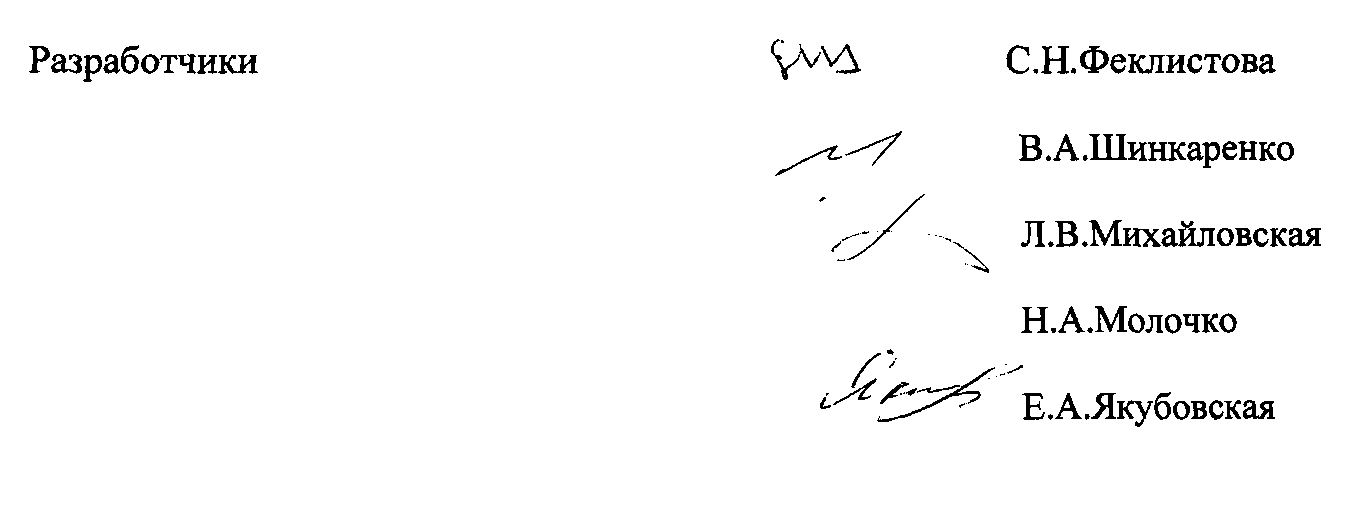 Разработчики С.Н.Феклистова
В.А.Шинкаренко
Л.В.Михайловская
Н.А.Молочко
Е.А.Якубовская